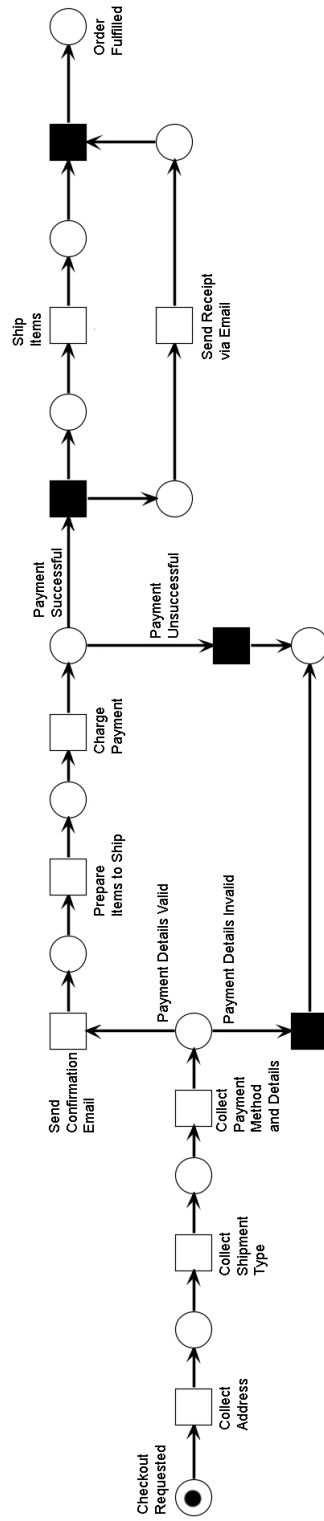 Checkout
Requested
Collect
Address
Collect
Shipment
Type
Collect
Payment
Method
and Details
Payment Details Valid
Payment Details Invalid
Send
Confirmation
Email
Prepare
Items to Ship
Charge
Payment
Payment
Successful
Payment
Unsuccessful
Ship
Items
Send Receipt
via Email
Order
Fulfilled